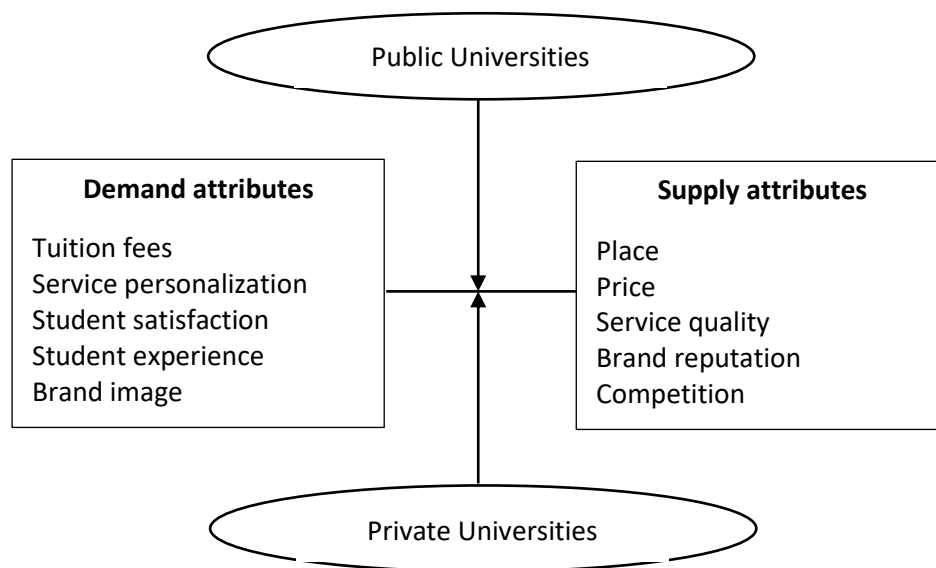 Public Universities
Demand attributes
Tuition fees
Service personalization
Student satisfaction
Student experience
Brand image
Supply attributes
Place
Price
Service quality
Brand reputation
Competition
Private Universities